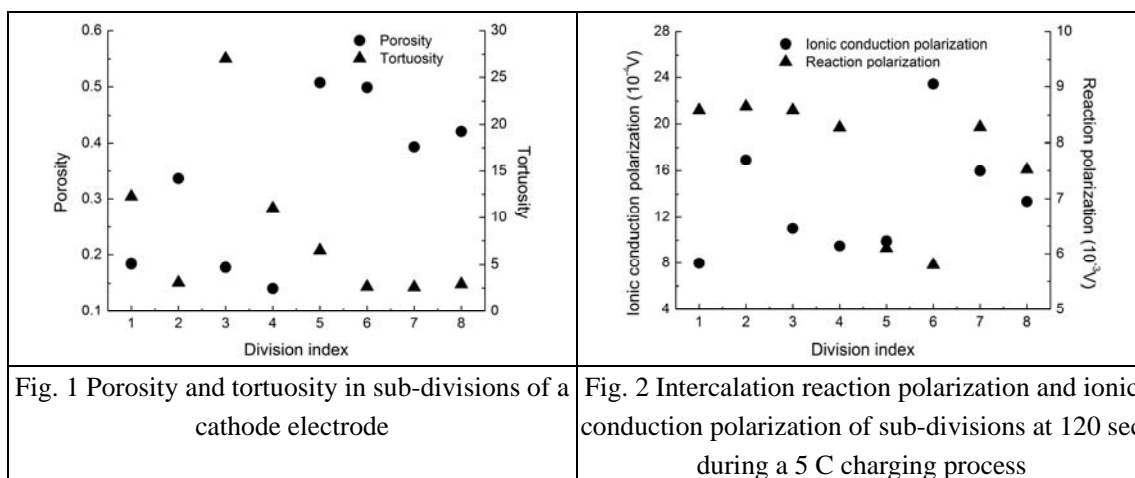 0.6
0.5
0.4
0.3
0.2
0.1
Porosity
30
25
20
15
10
5
0
Tortuosity
Porosity
Tortuosity
1 2 3 4 5 6 7 8
Division index
28
24
20
16
12
8
4
Ionic conduction polarization (10⁻⁴V)
10
9
8
7
6
5
Reaction polarization (10⁻³V)
Ionic conduction polarization
Reaction polarization
1 2 3 4 5 6 7 8
Division index
Fig. 1 Porosity and tortuosity in sub-divisions of a
cathode electrode
Fig. 2 Intercalation reaction polarization and ionic
conduction polarization of sub-divisions at 120 sec
during a 5 C charging process